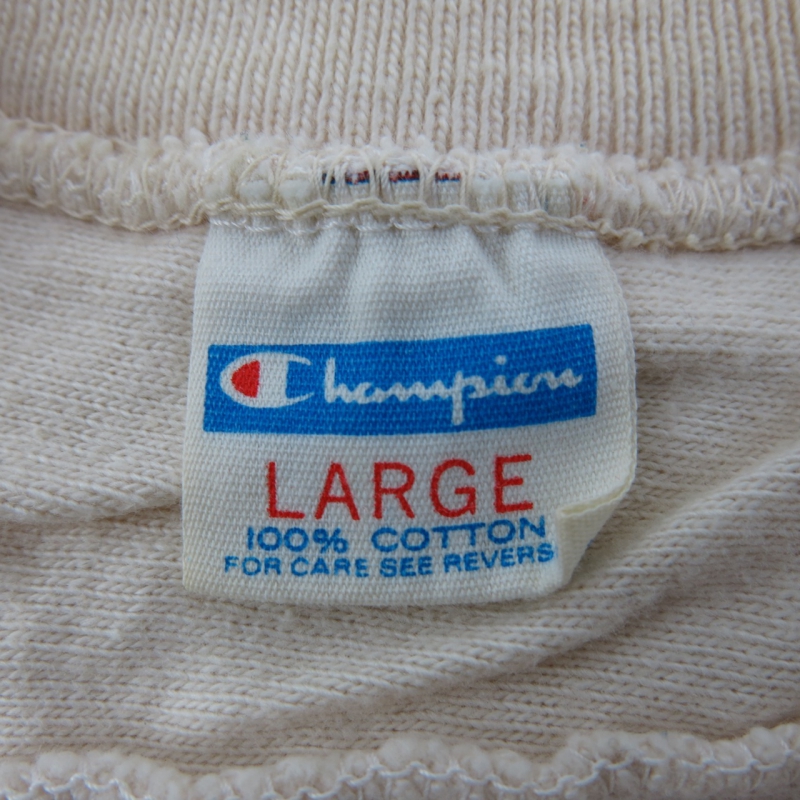 Champion
LARGE
100% COTTON
FOR CARE SEE REVERS